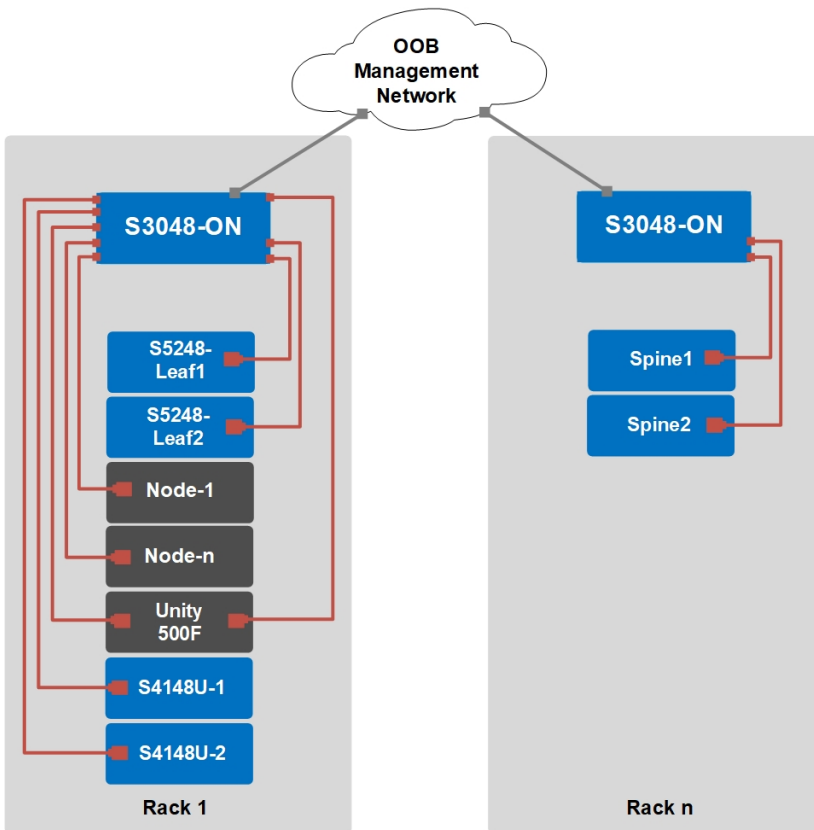 OOB
Management
Network
S3048-ON
S5248-
Leaf1
S5248-
Leaf2
Node-1
Node-n
Unity
500F
S4148U-1
S4148U-2
Rack 1
S3048-ON
Spine1
Spine2
Rack n